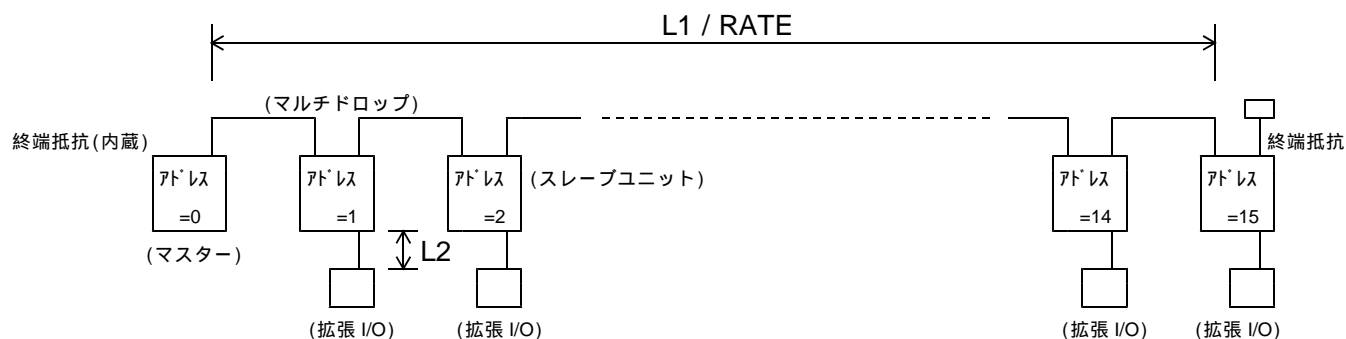 L1 / RATE
(マルチドロップ)
終端抵抗(内蔵)
終端抵抗
ｱﾄﾞﾚｽ
=0
ｱﾄﾞﾚｽ
=1
ｱﾄﾞﾚｽ
=2
(スレーブユニット)
ｱﾄﾞﾚｽ
=14
ｱﾄﾞﾚｽ
=15
(マスター)
L2
(拡張 I/O)
(拡張 I/O)
(拡張 I/O)
(拡張 I/O)